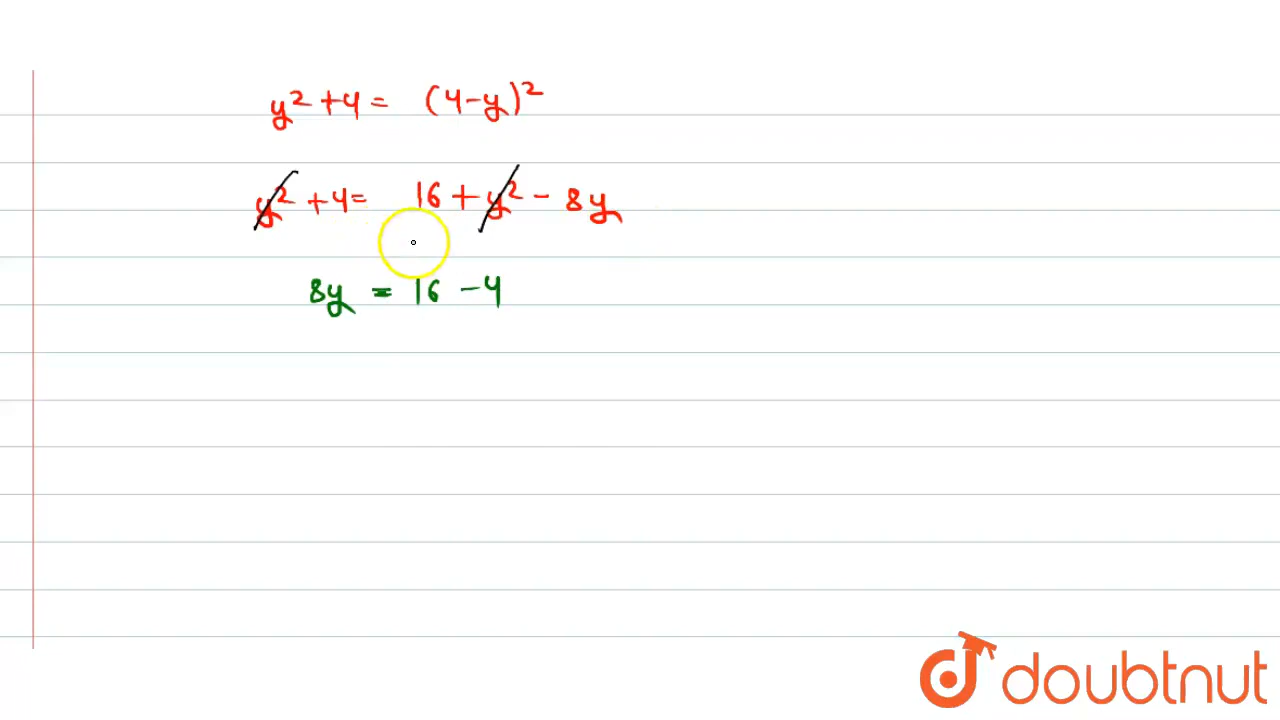 y² + 4 = (4 - y)²
y² + 4 = 16 + y² - 8y
8y = 16 - 4
doubtnut